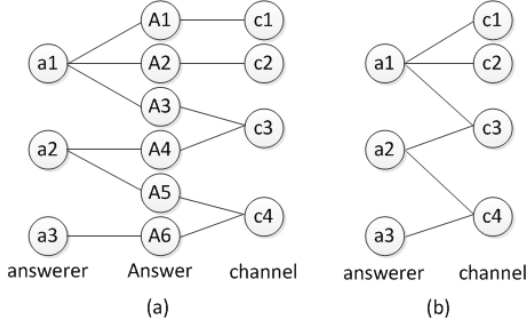 A1 c1 c1
a1 A2 c2 a1 c2
A3
c3 c3
a2 A4 a2
A5
c4 c4
a3 A6 a3
answerer Answer channel answerer channel
(a) (b)